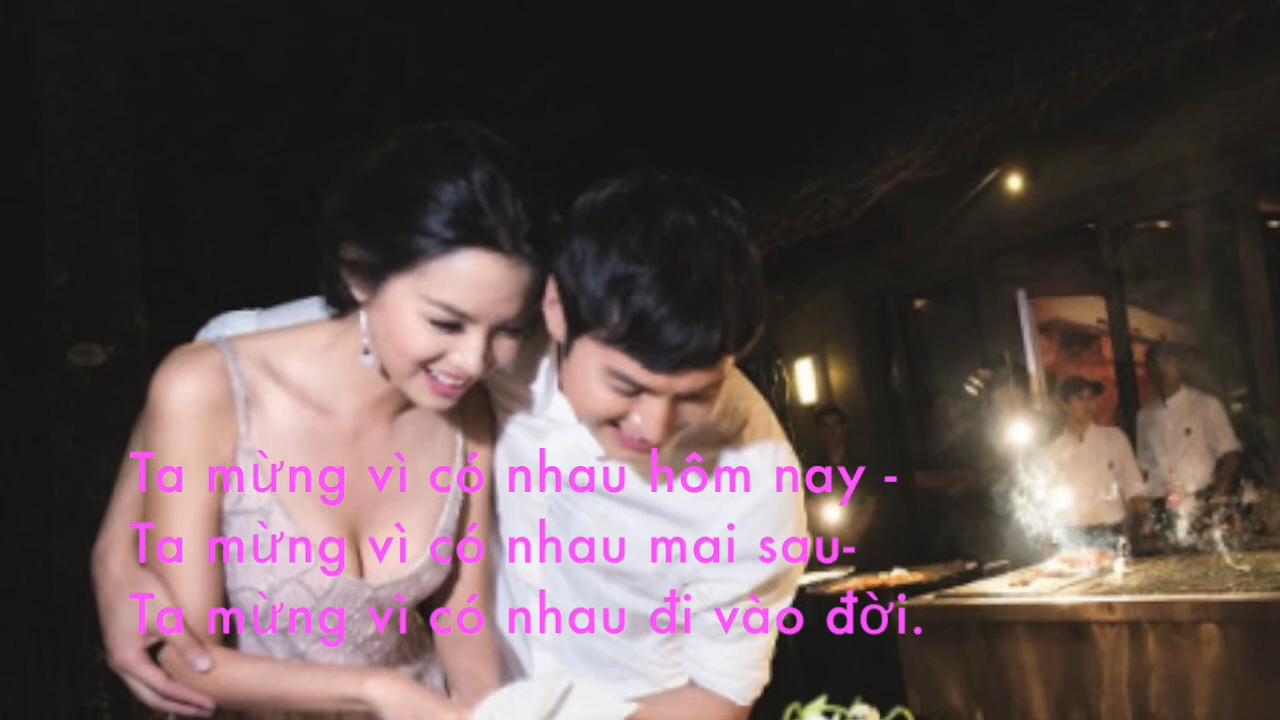 Ta mừng vì có nhau hôm nay -
Ta mừng vì có nhau mai sau-
Ta mừng vì có nhau đi vào đời.